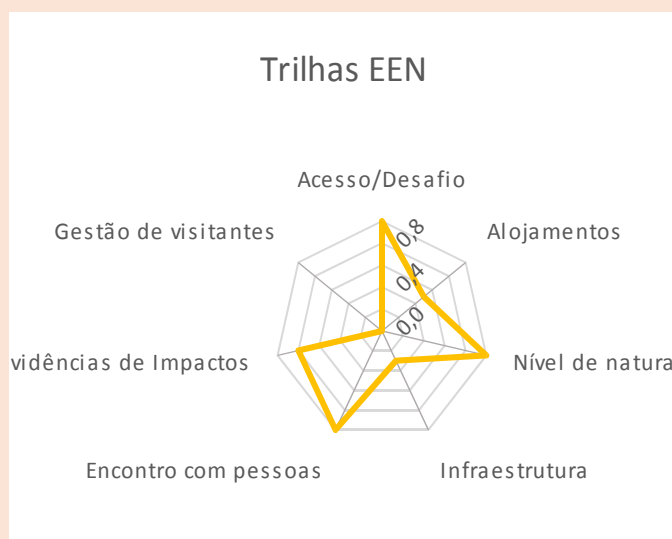 Trilhas EEN
Acesso/Desafio
Gestão de visitantes
0,8
Alojamentos
0,4
0,0
vidências de Impactos
Nível de natura
Encontro com pessoas
Infraestrutura